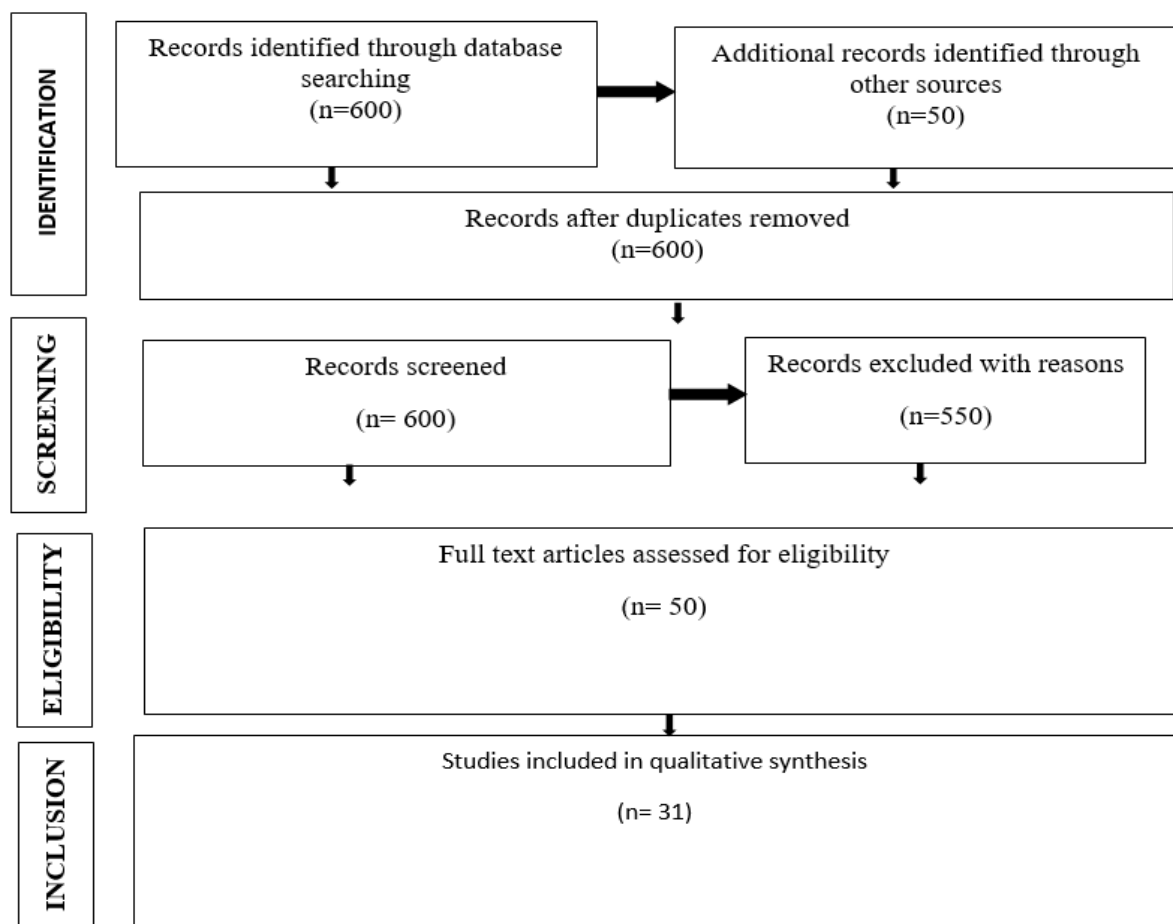 IDENTIFICATION
Records identified through database
searching
(n=600)
Additional records identified through
other sources
(n=50)
Records after duplicates removed
(n=600)
SCREENING
Records screened
(n= 600)
Records excluded with reasons
(n=550)
ELIGIBILITY
Full text articles assessed for eligibility
(n= 50)
INCLUSION
Studies included in qualitative synthesis
(n= 31)